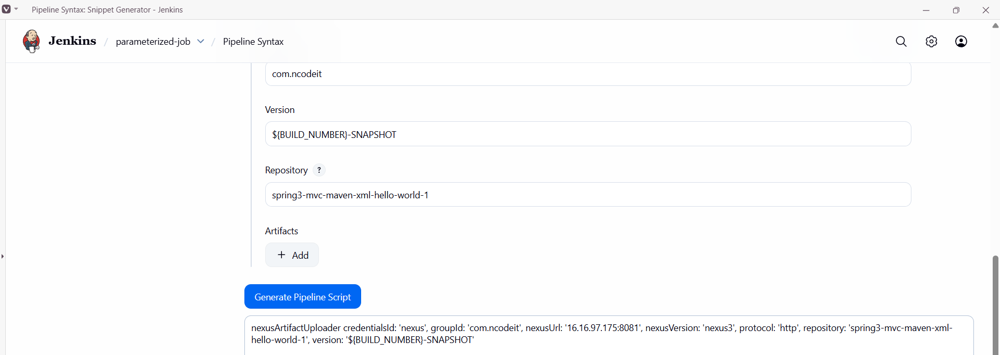 Pipeline Syntax: Snippet Generator - Jenkins
Jenkins / parameterized-job / Pipeline Syntax
com.ncodeit
Version
${BUILD_NUMBER}-SNAPSHOT
Repository ?
spring3-mvc-maven-xml-hello-world-1
Artifacts
+ Add
Generate Pipeline Script
nexusArtifactUploader credentialsId: 'nexus', groupId: 'com.ncodeit', nexusUrl: '16.16.97.175:8081', nexusVersion: 'nexus3', protocol: 'http', repository: 'spring3-mvc-maven-xml-
hello-world-1', version: '${BUILD_NUMBER}-SNAPSHOT'